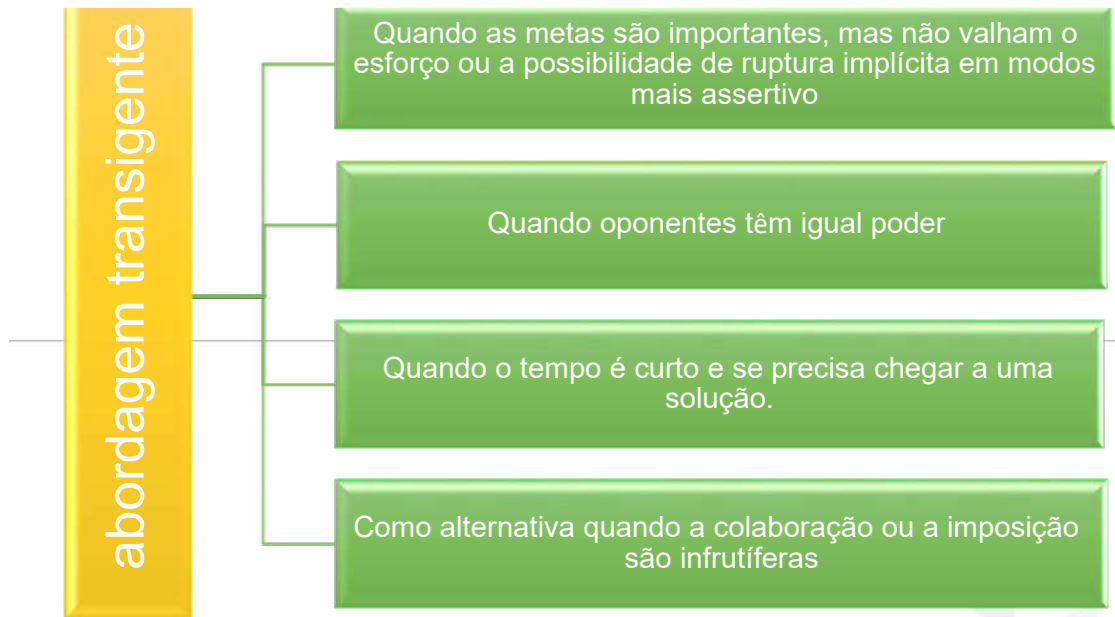 abordagem transigente
Quando as metas são importantes, mas não valham o
esforço ou a possibilidade de ruptura implícita em modos
mais assertivo
Quando oponentes têm igual poder
Quando o tempo é curto e se precisa chegar a uma
solução.
Como alternativa quando a colaboração ou a imposição
são infrutíferas